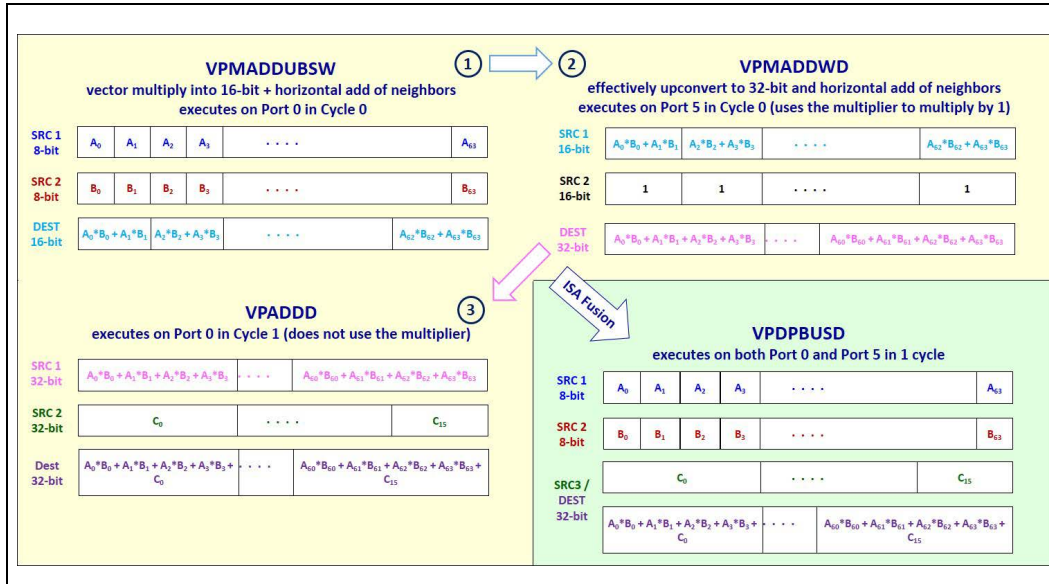 ① ②
VPMADDUBSW
vector multiply into 16-bit + horizontal add of neighbors
executes on Port 0 in Cycle 0
SRC 1
8-bit
A₀ A₁ A₂ A₃ . . . . A₆₃
SRC 2
8-bit
B₀ B₁ B₂ B₃ . . . . B₆₃
DEST
16-bit
A₀*B₀ + A₁*B₁ A₂*B₂ + A₃*B₃ . . . . A₆₂*B₆₂ + A₆₃*B₆₃
VPMADDWD
effectively upconvert to 32-bit and horizontal add of neighbors
executes on Port 5 in Cycle 0 (uses the multiplier to multiply by 1)
SRC 1
16-bit
A₀*B₀ + A₁*B₁ A₂*B₂ + A₃*B₃ . . . . A₆₂*B₆₂ + A₆₃*B₆₃
SRC 2
16-bit
1 1 . . . . 1
DEST
32-bit
A₀*B₀ + A₁*B₁ + A₂*B₂ + A₃*B₃ . . . . A₆₀*B₆₀ + A₆₁*B₆₁ + A₆₂*B₆₂ + A₆₃*B₆₃
③
VPADDD
executes on Port 0 in Cycle 1 (does not use the multiplier)
SRC 1
32-bit
A₀*B₀ + A₁*B₁ + A₂*B₂ + A₃*B₃ . . . . A₆₀*B₆₀ + A₆₁*B₆₁ + A₆₂*B₆₂ + A₆₃*B₆₃
SRC 2
32-bit
C₀ . . . . C₁₅
Dest
32-bit
A₀*B₀ + A₁*B₁ + A₂*B₂ + A₃*B₃ + . . . . A₆₀*B₆₀ + A₆₁*B₆₁ + A₆₂*B₆₂ + A₆₃*B₆₃ +
C₀ C₁₅
ISA Fusion
VPDPBUSD
executes on both Port 0 and Port 5 in 1 cycle
SRC 1
8-bit
A₀ A₁ A₂ A₃ . . . . A₆₃
SRC 2
8-bit
B₀ B₁ B₂ B₃ . . . . B₆₃
SRC3 /
DEST
32-bit
C₀ . . . . C₁₅
A₀*B₀ + A₁*B₁ + A₂*B₂ + A₃*B₃ + . . . . A₆₀*B₆₀ + A₆₁*B₆₁ + A₆₂*B₆₂ + A₆₃*B₆₃ +
C₀ C₁₅